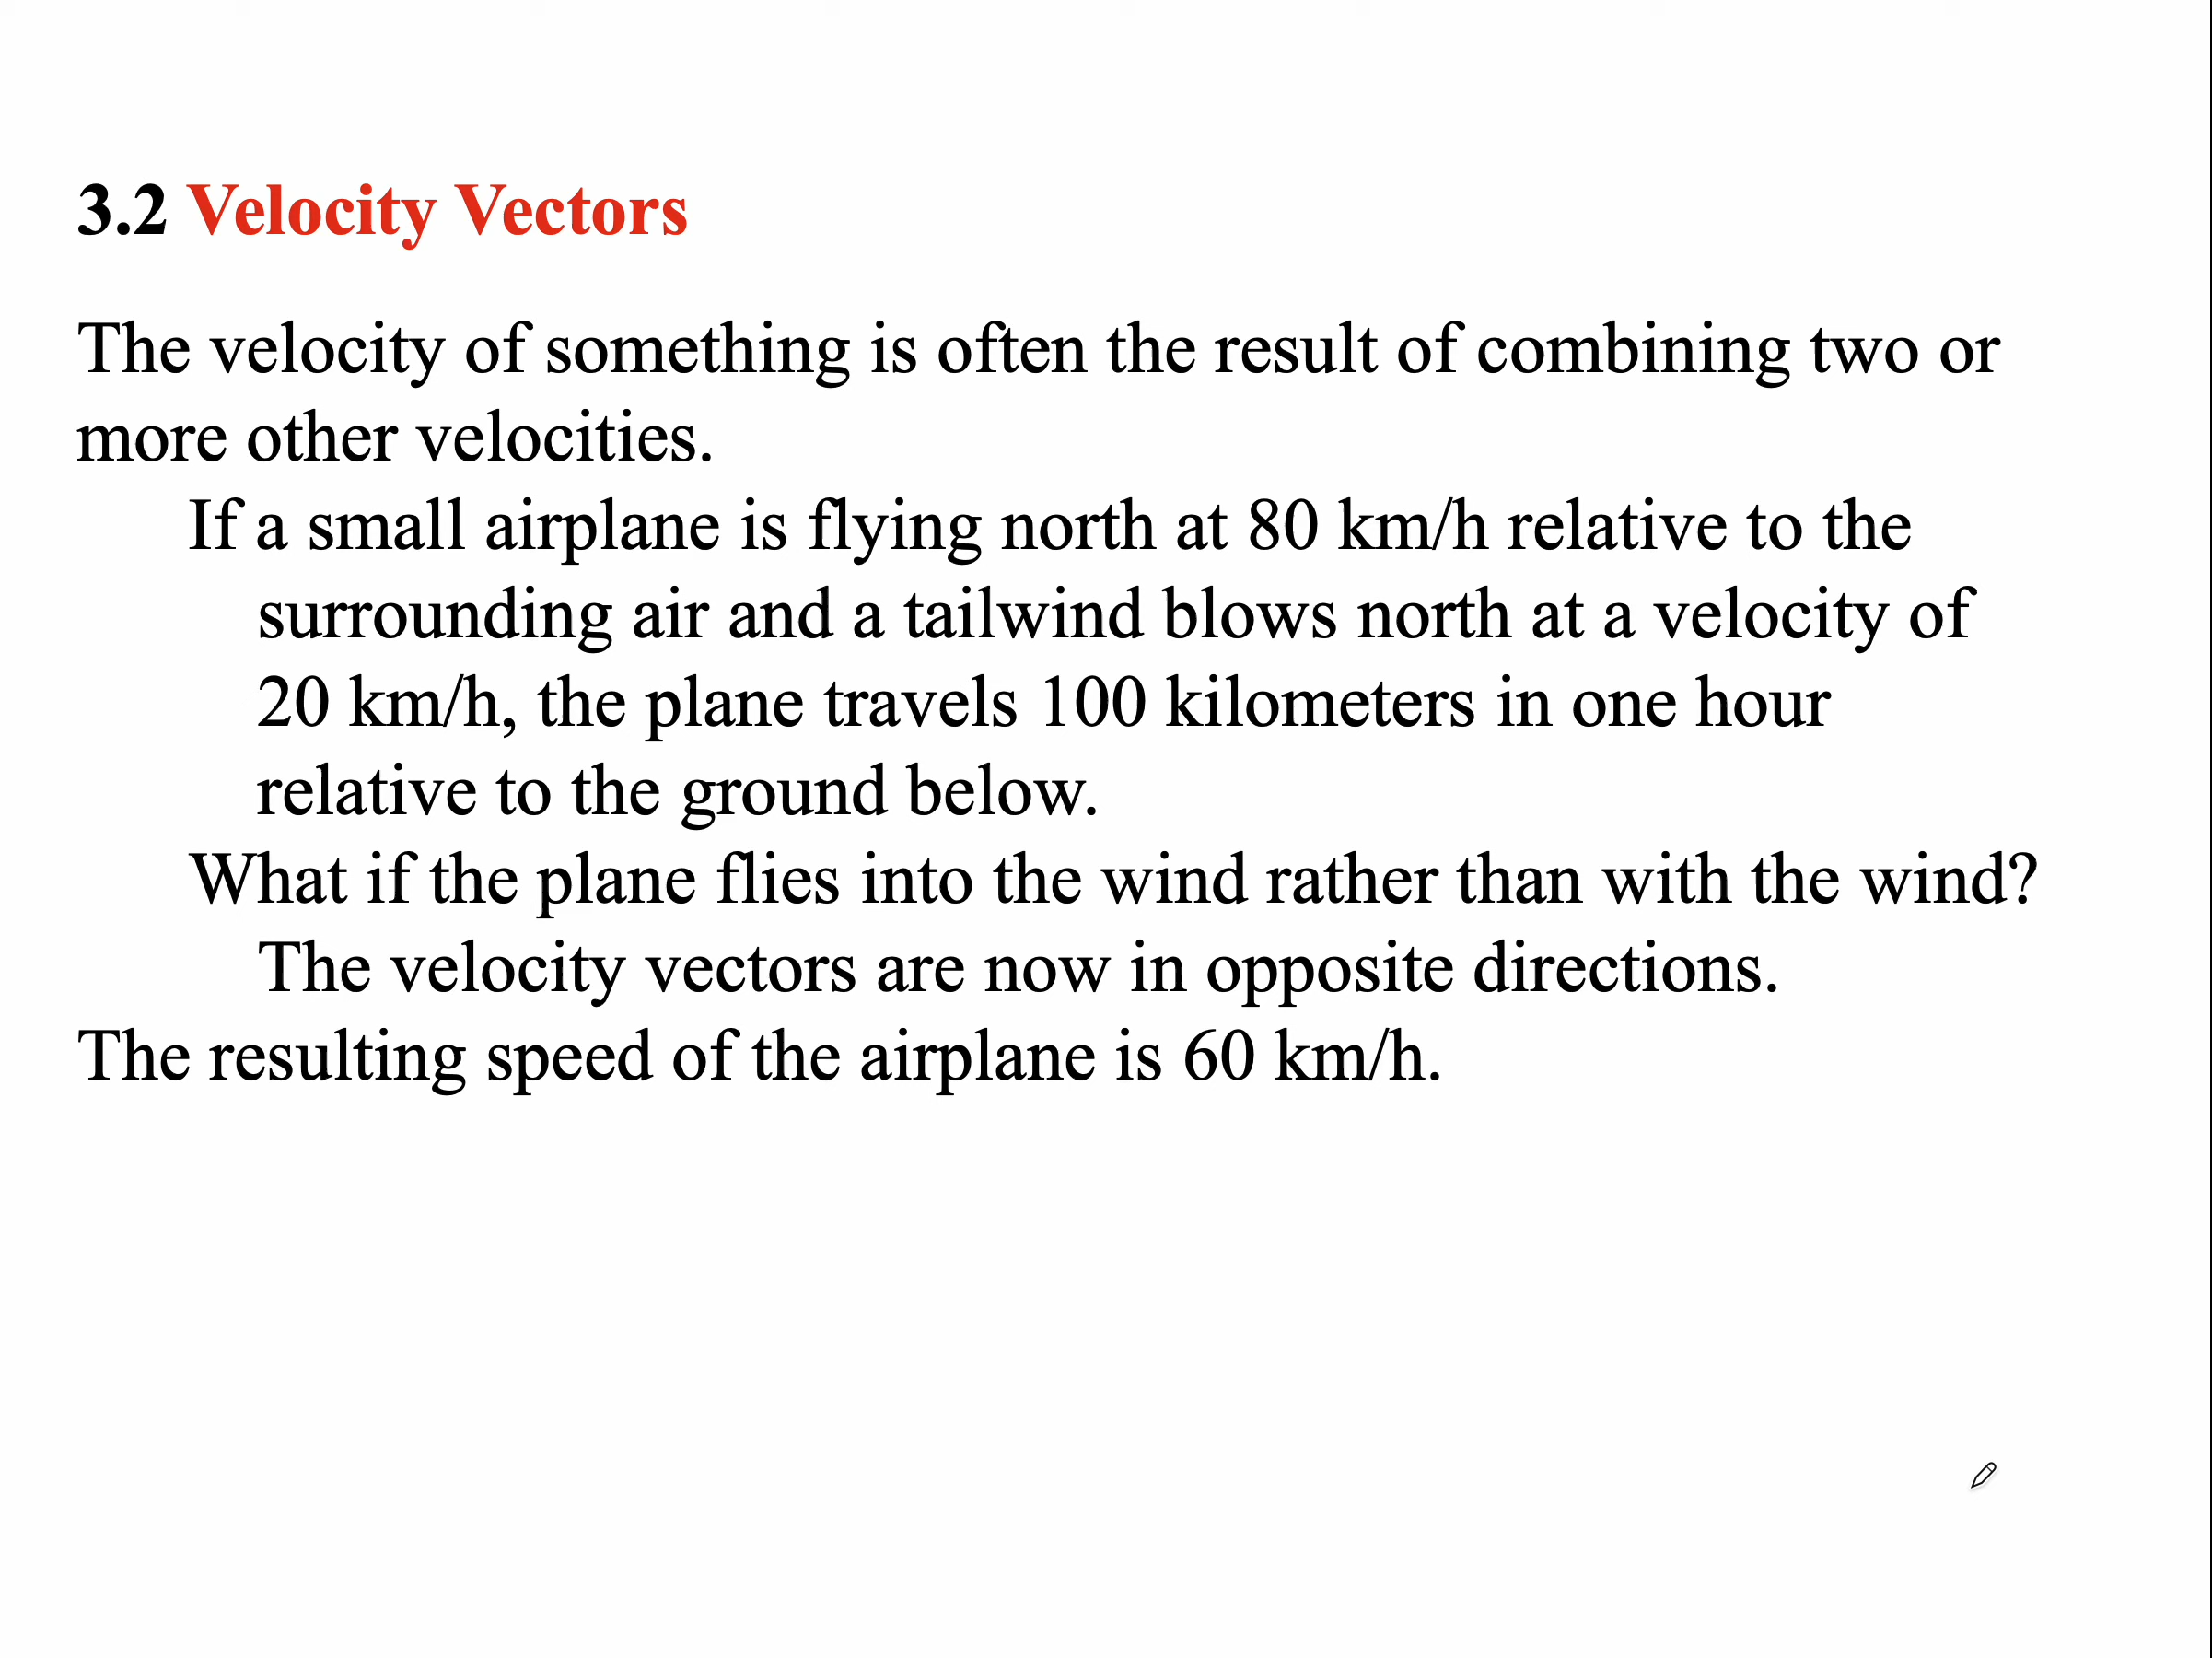 3.2 Velocity Vectors
The velocity of something is often the result of combining two or
more other velocities.
If a small airplane is flying north at 80 km/h relative to the
surrounding air and a tailwind blows north at a velocity of
20 km/h, the plane travels 100 kilometers in one hour
relative to the ground below.
What if the plane flies into the wind rather than with the wind?
The velocity vectors are now in opposite directions.
The resulting speed of the airplane is 60 km/h.